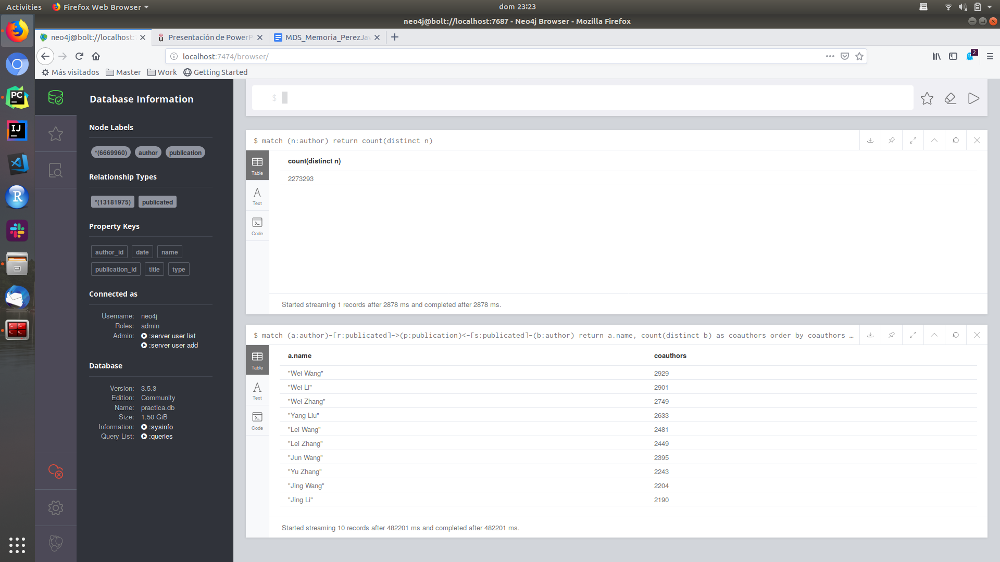 Activities
Firefox Web Browser
dom 23:23
neo4j@bolt://localhost:7687 - Neo4j Browser - Mozilla Firefox
neo4j@bolt://localhost:
Presentación de PowerP
MDS_Memoria_PerezJa
localhost:7474/browser/
2
Más visitados
Master
Work
Getting Started
PC
IJ
R
Database Information
Node Labels
*(6669960) author publication
Relationship Types
*(13181975) publicated
Property Keys
author_id date name
publication_id title type
Connected as
Username: neo4j
Roles: admin
Admin: :server user list
:server user add
Database
Version: 3.5.3
Edition: Community
Name: practica.db
Size: 1.50 GiB
Information: :sysinfo
Query List: :queries
$
$ match (n:author) return count(distinct n)
Table
Text
Code
count(distinct n)
2273293
Started streaming 1 records after 2878 ms and completed after 2878 ms.
$ match (a:author)-[r:publicated]->(p:publication)<-[s:publicated]-(b:author) return a.name, count(distinct b) as coauthors order by coauthors …
Table
Text
Code
a.name coauthors
"Wei Wang" 2929
"Wei Li" 2901
"Wei Zhang" 2749
"Yang Liu" 2633
"Lei Wang" 2481
"Lei Zhang" 2449
"Jun Wang" 2395
"Yu Zhang" 2243
"Jing Wang" 2204
"Jing Li" 2190
Started streaming 10 records after 482201 ms and completed after 482201 ms.